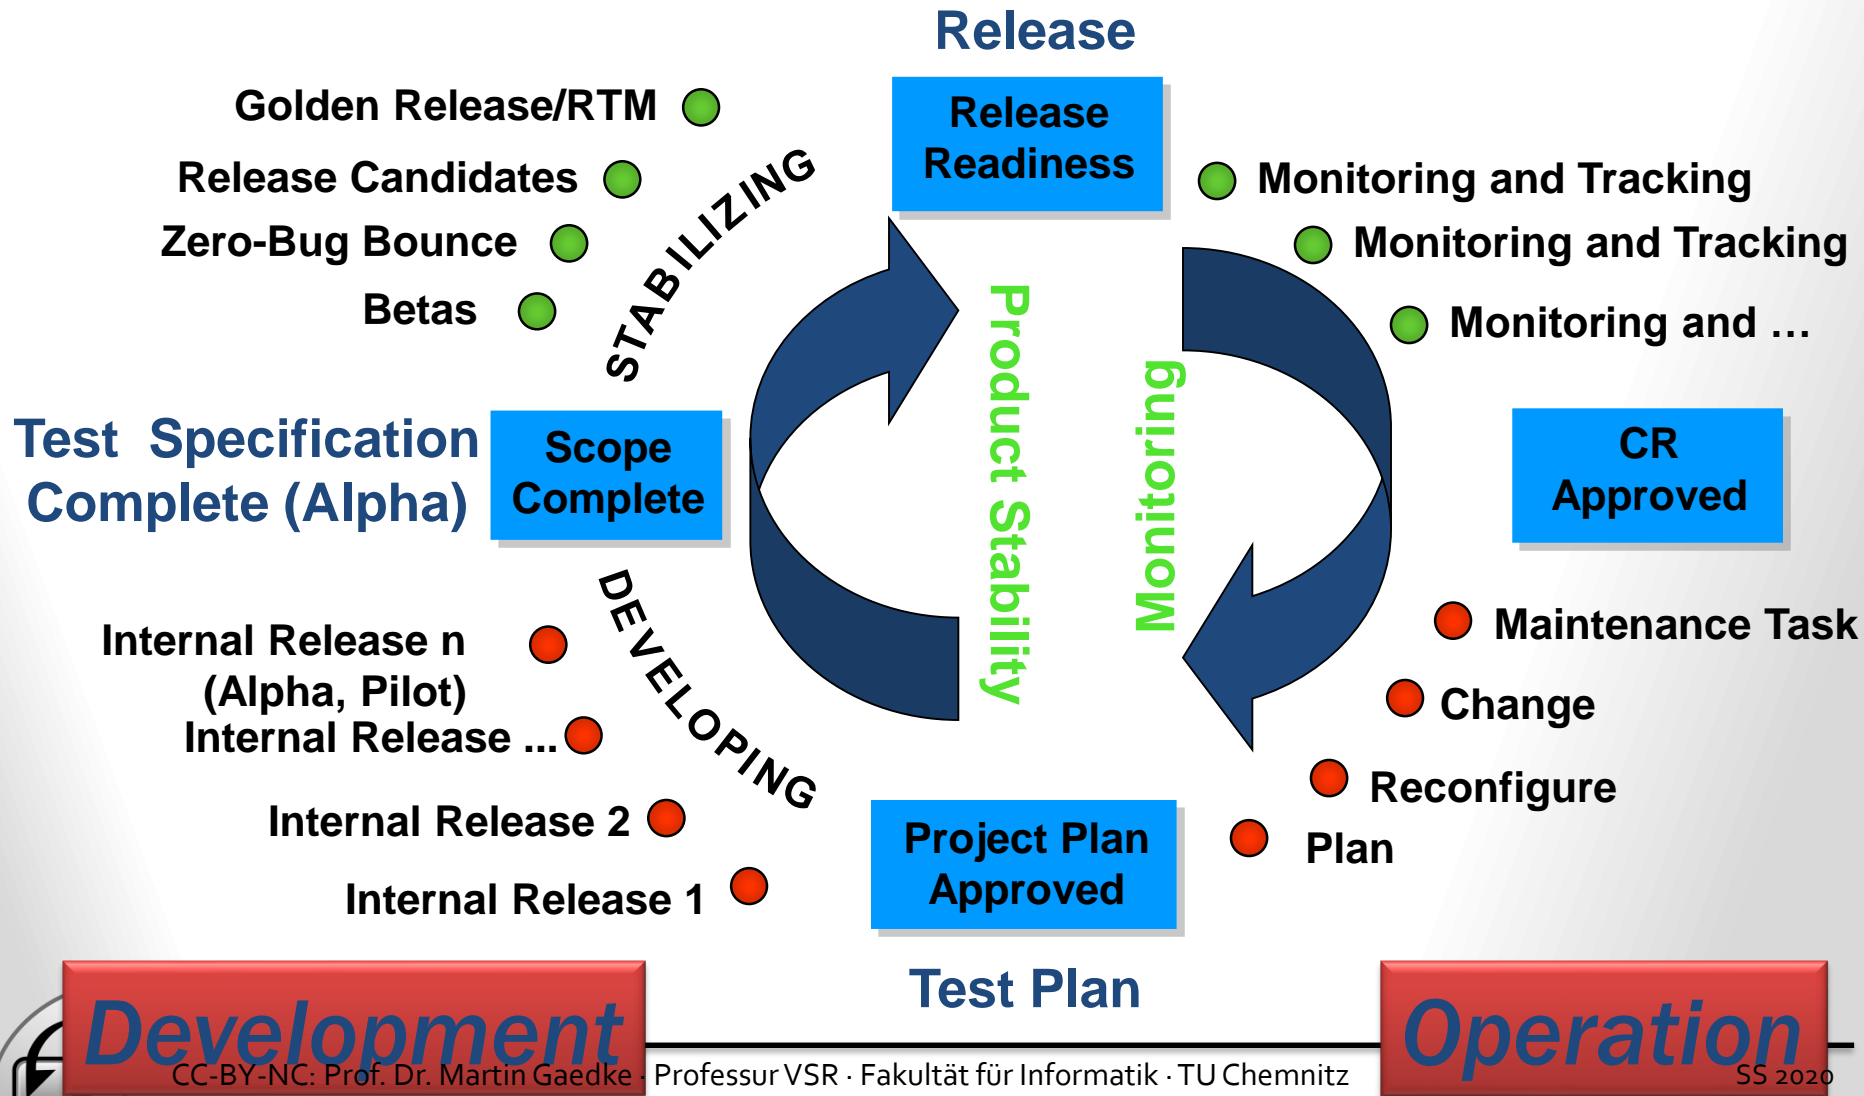 Release
Release
Readiness
Golden Release/RTM
Release Candidates
Zero-Bug Bounce
Betas
STABILIZING
Monitoring and Tracking
Monitoring and Tracking
Monitoring and …
Product Stability
Monitoring
Test Specification
Complete (Alpha)
Scope
Complete
CR
Approved
DEVELOPING
Internal Release n
(Alpha, Pilot)
Internal Release ...
Internal Release 2
Internal Release 1
Maintenance Task
Change
Reconfigure
Plan
Project Plan
Approved
Test Plan
Development
Operation
CC-BY-NC: Prof. Dr. Martin Gaedke · Professur VSR · Fakultät für Informatik · TU Chemnitz
SS 2020